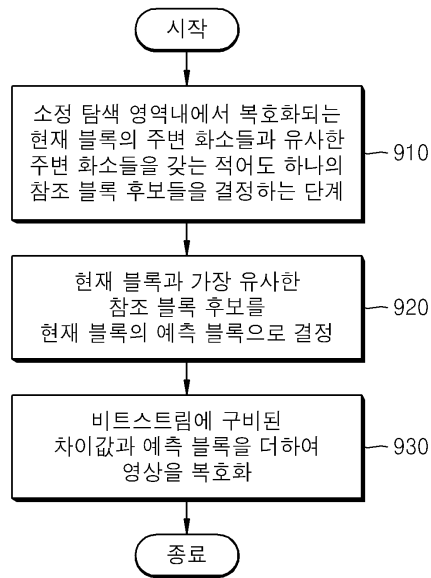 시작
소정 탐색 영역내에서 복호화되는
현재 블록의 주변 화소들과 유사한
주변 화소들을 갖는 적어도 하나의
참조 블록 후보들을 결정하는 단계
910
현재 블록과 가장 유사한
참조 블록 후보를
현재 블록의 예측 블록으로 결정
920
비트스트림에 구비된
차이값과 예측 블록을 더하여
영상을 복호화
930
종료